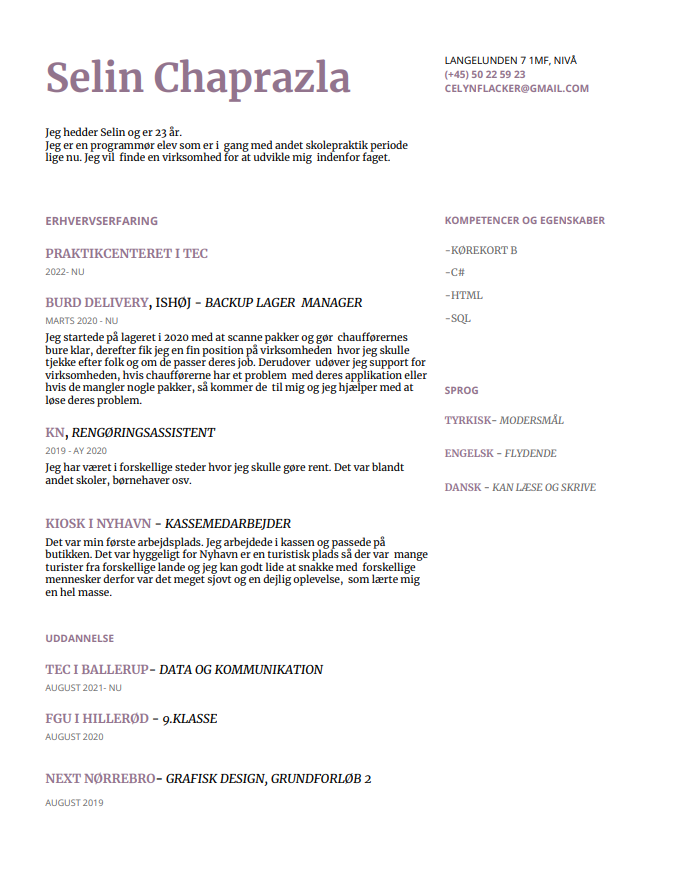 Selin Chaprazla
LANGELUNDEN 7 1MF, NIVÅ
(+45) 50 22 59 23
CELYNFLACKER@GMAIL.COM
Jeg hedder Selin og er 23 år.
Jeg er en programmør elev som er i gang med andet skolepraktik periode
lige nu. Jeg vil finde en virksomhed for at udvikle mig indenfor faget.
ERHVERVSERFARING
PRAKTIKCENTERET I TEC
2022- NU
BURD DELIVERY, ISHØJ - BACKUP LAGER MANAGER
MARTS 2020 - NU
Jeg startede på lageret i 2020 med at scanne pakker og gør chaufførernes
bure klar, derefter fik jeg en fin position på virksomheden hvor jeg skulle
tjekke efter folk og om de passer deres job. Derudover udøver jeg support for
virksomheden, hvis chaufførerne har et problem med deres applikation eller
hvis de mangler nogle pakker, så kommer de til mig og jeg hjælper med at
løse deres problem.
KN, RENGØRINGSASSISTENT
2019 - AY 2020
Jeg har været i forskellige steder hvor jeg skulle gøre rent. Det var blandt
andet skoler, børnehaver osv.
KIOSK I NYHAVN - KASSEMEDARBEJDER
Det var min første arbejdsplads. Jeg arbejdede i kassen og passede på
butikken. Det var hyggeligt for Nyhavn er en turistisk plads så der var mange
turister fra forskellige lande og jeg kan godt lide at snakke med forskellige
mennesker derfor var det meget sjovt og en dejlig oplevelse, som lærte mig
en hel masse.
UDDANNELSE
TEC I BALLERUP- DATA OG KOMMUNIKATION
AUGUST 2021- NU
FGU I HILLERØD - 9.KLASSE
AUGUST 2020
NEXT NØRREBRO- GRAFISK DESIGN, GRUNDFORLØB 2
AUGUST 2019
KOMPETENCER OG EGENSKABER
-KØREKORT B
-C#
-HTML
-SQL
SPROG
TYRKISK- MODERSMÅL
ENGELSK - FLYDENDE
DANSK - KAN LÆSE OG SKRIVE